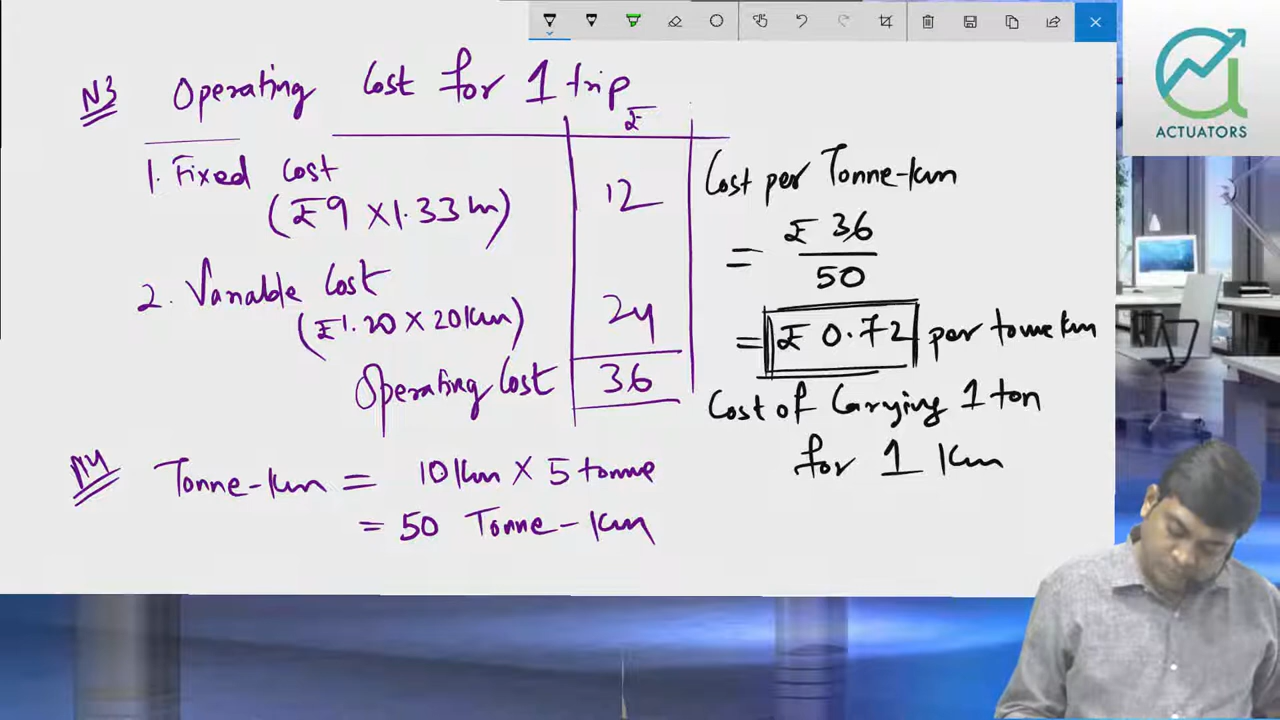 N3 Operating Cost for 1 trip
₹
1. Fixed Cost
(₹9 X 1.33 hr) 12
2. Variable Cost
(₹1.20 X 20 km) 24
Operating Cost 36
N4 Tonne-km = 10 km X 5 tonne
= 50 Tonne-km
Cost per Tonne-km
= ₹ 36
50
= ₹ 0.72 per tonne km
Cost of Carrying 1 ton
for 1 Km
ACTUATORS